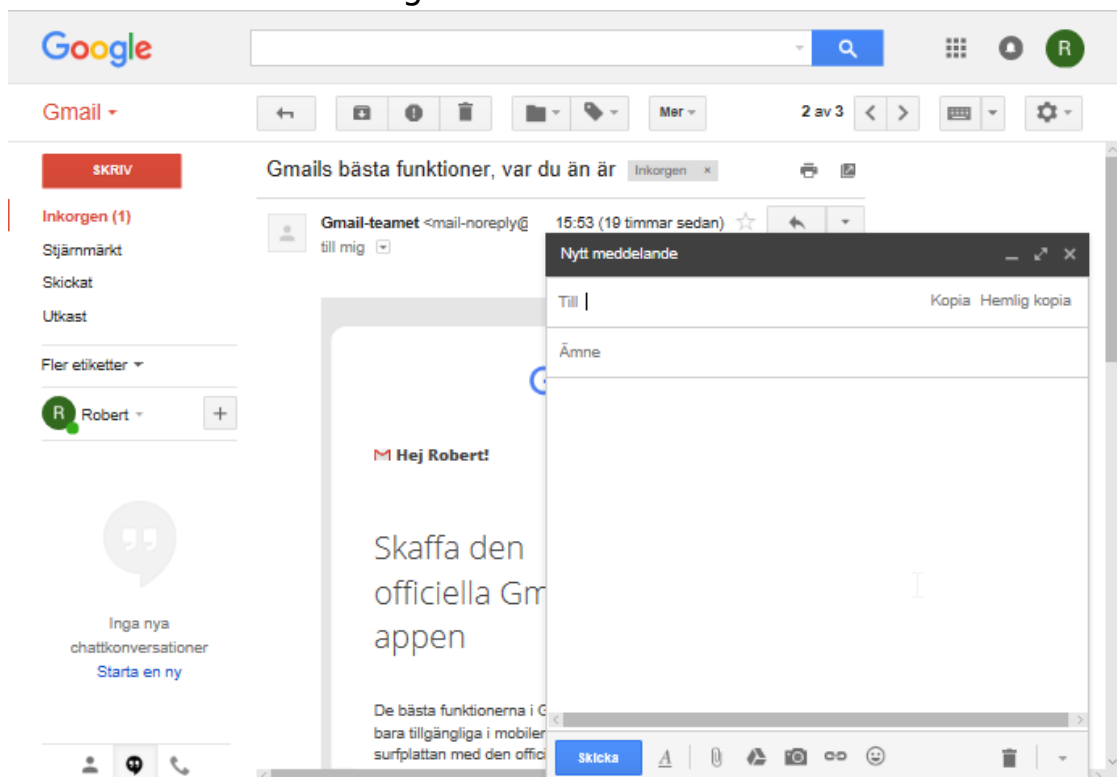 g
Google
R
Gmail
Mer
2 av 3
SKRIV
Gmails bästa funktioner, var du än är
Inkorgen ×
Inkorgen (1)
Stjärnmärkt
Skickat
Utkast
Fler etiketter
R
Robert
+
Inga nya
chattkonversationer
Starta en ny
Gmail-teamet <mail-noreply@
15:53 (19 timmar sedan)
till mig
G
Hej Robert!
Skaffa den
officiella Gm
appen
De bästa funktionerna i G
bara tillgängliga i mobiler
surfplattan med den offici
Nytt meddelande
Till
Kopia Hemlig kopia
Ämne
Skicka
A